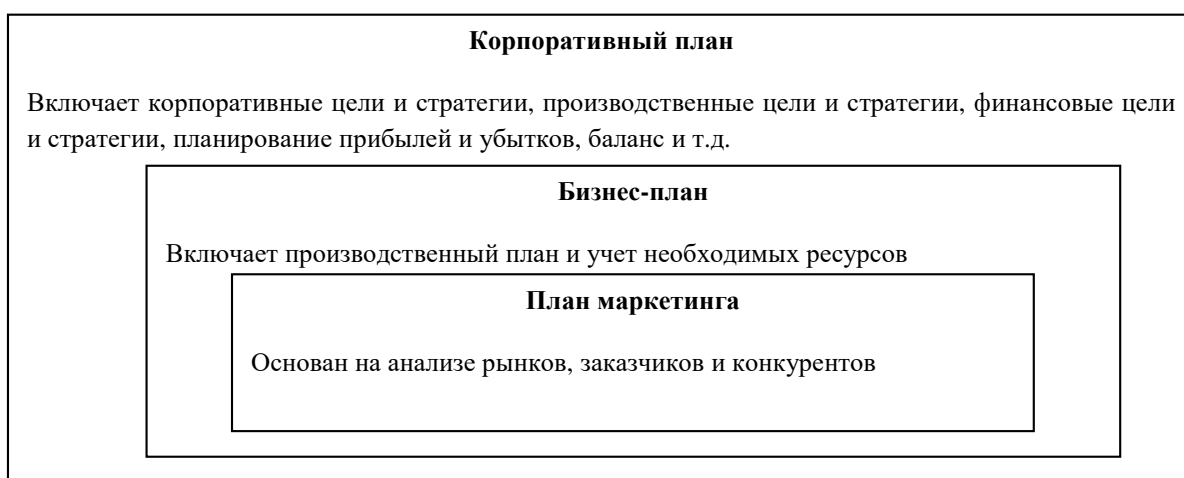 Корпоративный план
Включает корпоративные цели и стратегии, производственные цели и стратегии, финансовые цели
и стратегии, планирование прибылей и убытков, баланс и т.д.
Бизнес-план
Включает производственный план и учет необходимых ресурсов
План маркетинга
Основан на анализе рынков, заказчиков и конкурентов